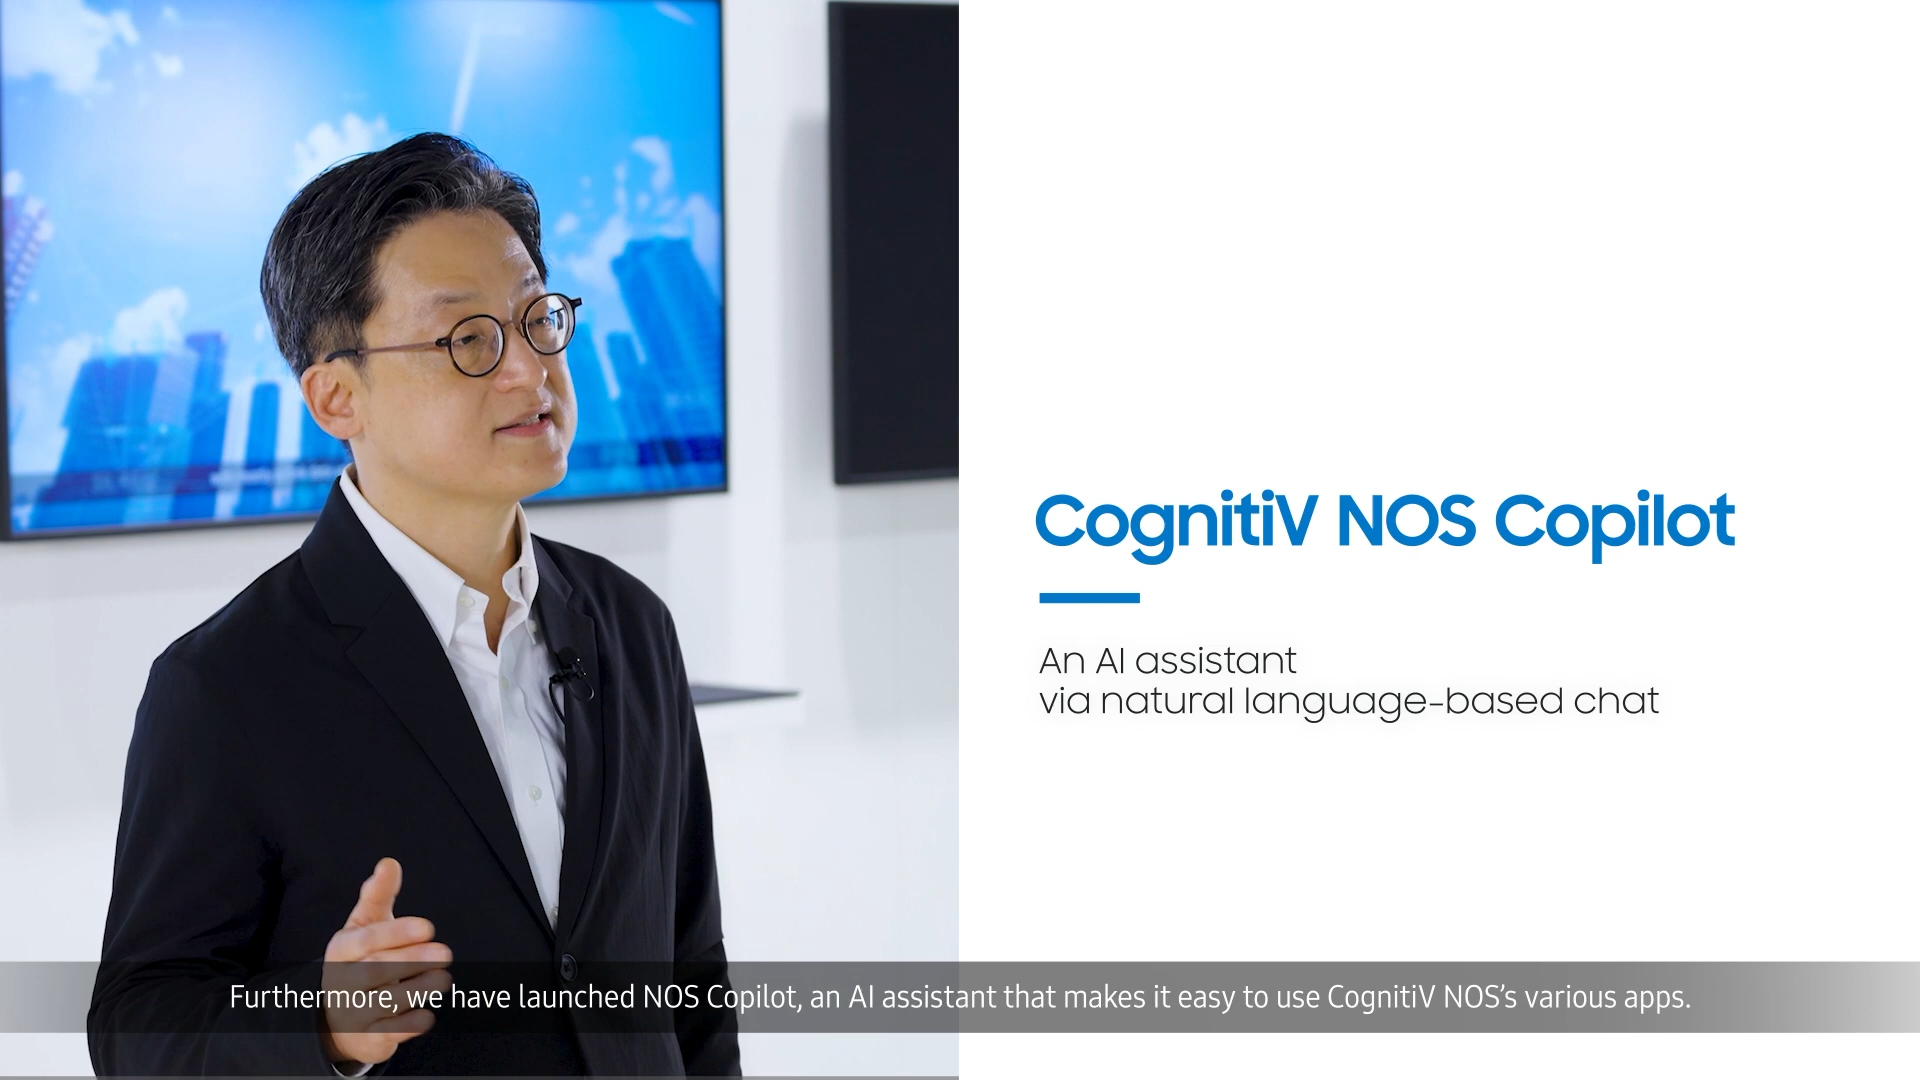 CognitiV NOS Copilot
An AI assistant
via natural language-based chat
Furthermore, we have launched NOS Copilot, an AI assistant that makes it easy to use CognitiV NOS’s various apps.